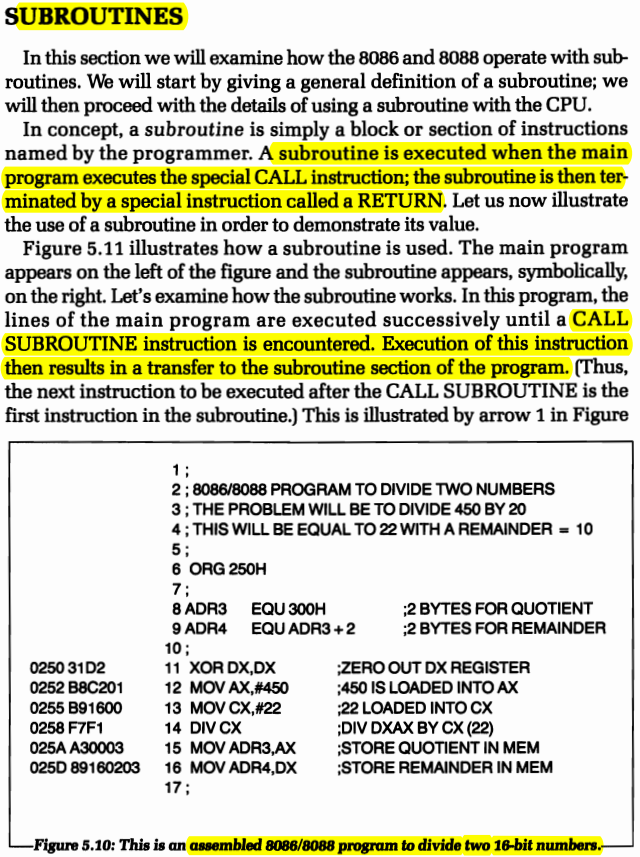 SUBROUTINES
In this section we will examine how the 8086 and 8088 operate with sub-
routines. We will start by giving a general definition of a subroutine; we
will then proceed with the details of using a subroutine with the CPU.
In concept, a subroutine is simply a block or section of instructions
named by the programmer. A subroutine is executed when the main
program executes the special CALL instruction; the subroutine is then ter-
minated by a special instruction called a RETURN. Let us now illustrate
the use of a subroutine in order to demonstrate its value.
Figure 5.11 illustrates how a subroutine is used. The main program
appears on the left of the figure and the subroutine appears, symbolically,
on the right. Let's examine how the subroutine works. In this program, the
lines of the main program are executed successively until a CALL
SUBROUTINE instruction is encountered. Execution of this instruction
then results in a transfer to the subroutine section of the program. (Thus,
the next instruction to be executed after the CALL SUBROUTINE is the
first instruction in the subroutine.) This is illustrated by arrow 1 in Figure
1 ;
2 ; 8086/8088 PROGRAM TO DIVIDE TWO NUMBERS
3 ; THE PROBLEM WILL BE TO DIVIDE 450 BY 20
4 ; THIS WILL BE EQUAL TO 22 WITH A REMAINDER = 10
5 ;
6 ORG 250H
7 ;
8 ADR3 EQU 300H ;2 BYTES FOR QUOTIENT
9 ADR4 EQU ADR3 + 2 ;2 BYTES FOR REMAINDER
10 ;
0250 31D2 11 XOR DX,DX ;ZERO OUT DX REGISTER
0252 B8C201 12 MOV AX,#450 ;450 IS LOADED INTO AX
0255 B91600 13 MOV CX,#22 ;22 LOADED INTO CX
0258 F7F1 14 DIV CX ;DIV DXAX BY CX (22)
025A A30003 15 MOV ADR3,AX ;STORE QUOTIENT IN MEM
025D 89160203 16 MOV ADR4,DX ;STORE REMAINDER IN MEM
17 ;
Figure 5.10: This is an assembled 8086/8088 program to divide two 16-bit numbers.